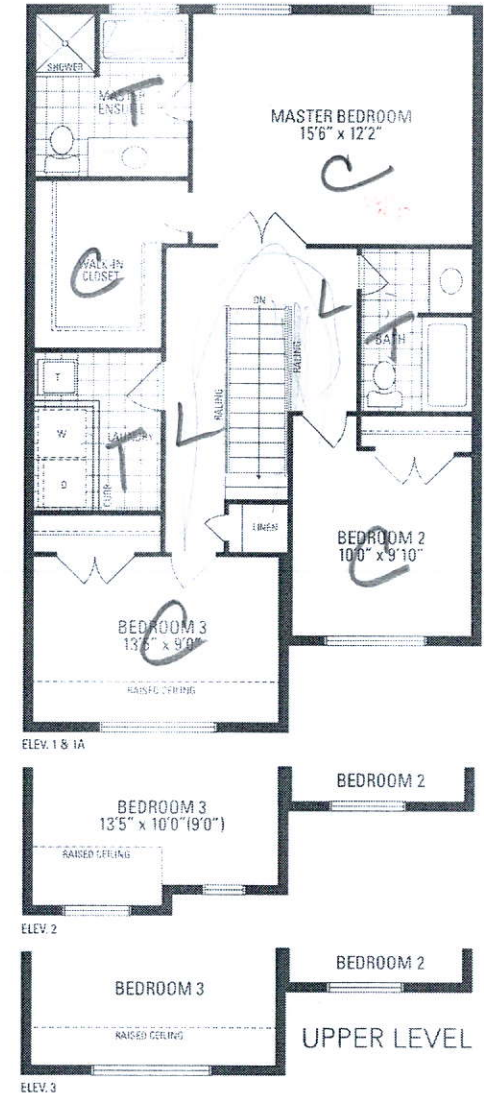 SHOWER
MASTER
ENSUITE
T
MASTER BEDROOM
15'6" x 12'2"
C
WALK-IN
CLOSET
C
DN
L
RAILING
RAILING
BATH
T
T
LAUNDRY
W
D
CURB
T
L
LINEN
BEDROOM 2
10'0" x 9'10"
C
BEDROOM 3
C
RAISED CEILING
ELEV. 1 & 1A
BEDROOM 3
13'5" x 10'0"(9'0")
RAISED CEILING
BEDROOM 2
ELEV. 2
BEDROOM 3
RAISED CEILING
BEDROOM 2
UPPER LEVEL
ELEV. 3